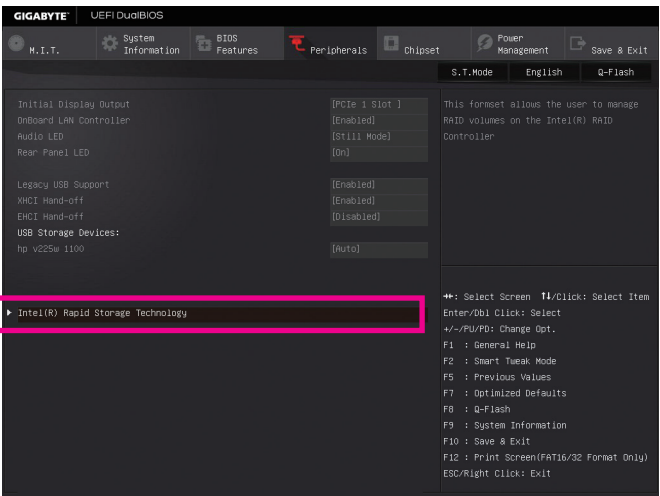 GIGABYTE™ UEFI DualBIOS
M.I.T. System Information BIOS Features Peripherals Chipset Power Management Save & Exit
S.T.Mode English Q-Flash
Initial Display Output [PCIe 1 Slot ]
OnBoard LAN Controller [Enabled]
Audio LED [Still Mode]
Rear Panel LED [On]
Legacy USB Support [Enabled]
XHCI Hand-off [Enabled]
EHCI Hand-off [Disabled]
USB Storage Devices:
hp v225w 1100 [Auto]
Intel(R) Rapid Storage Technology
This formset allows the user to manage
RAID volumes on the Intel(R) RAID
Controller
→←: Select Screen ↑↓/Click: Select Item
Enter/Dbl Click: Select
+/-/PU/PD: Change Opt.
F1 : General Help
F2 : Smart Tweak Mode
F5 : Previous Values
F7 : Optimized Defaults
F8 : Q-Flash
F9 : System Information
F10 : Save & Exit
F12 : Print Screen(FAT16/32 Format Only)
ESC/Right Click: Exit